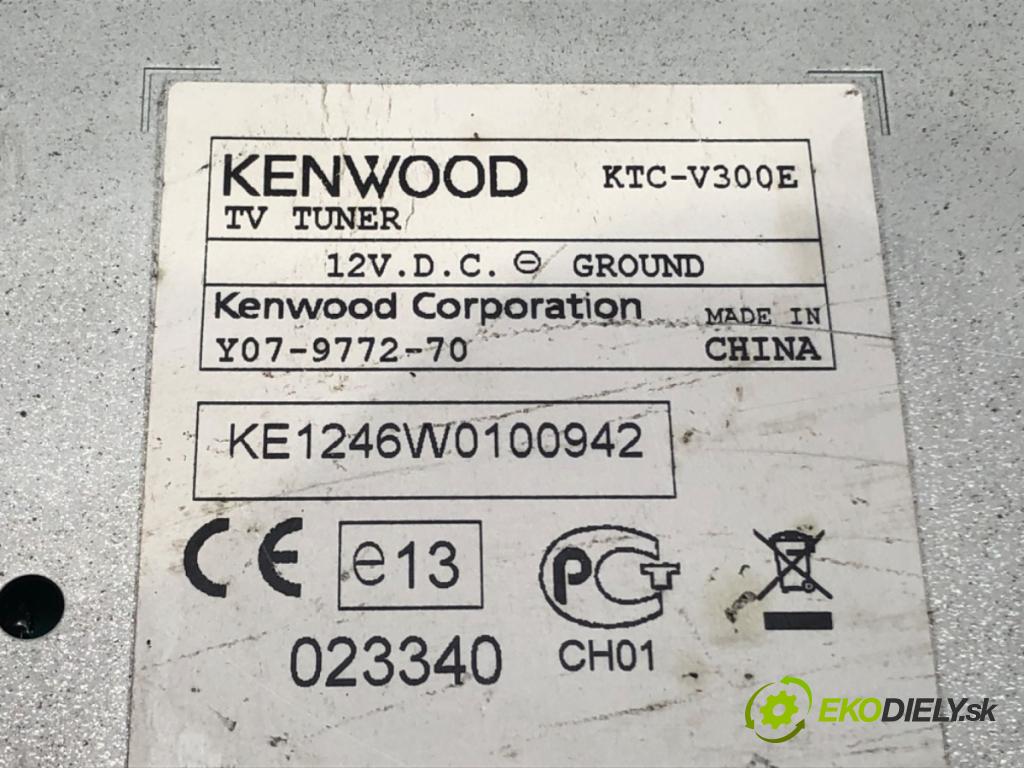 KENWOOD KTC-V300E
TV TUNER
12V.D.C. ⊖ GROUND
Kenwood Corporation MADE IN
Y07-9772-70 CHINA
KE1246W0100942
CE e13 PCT
023340 CH01
EKODIELY.sk